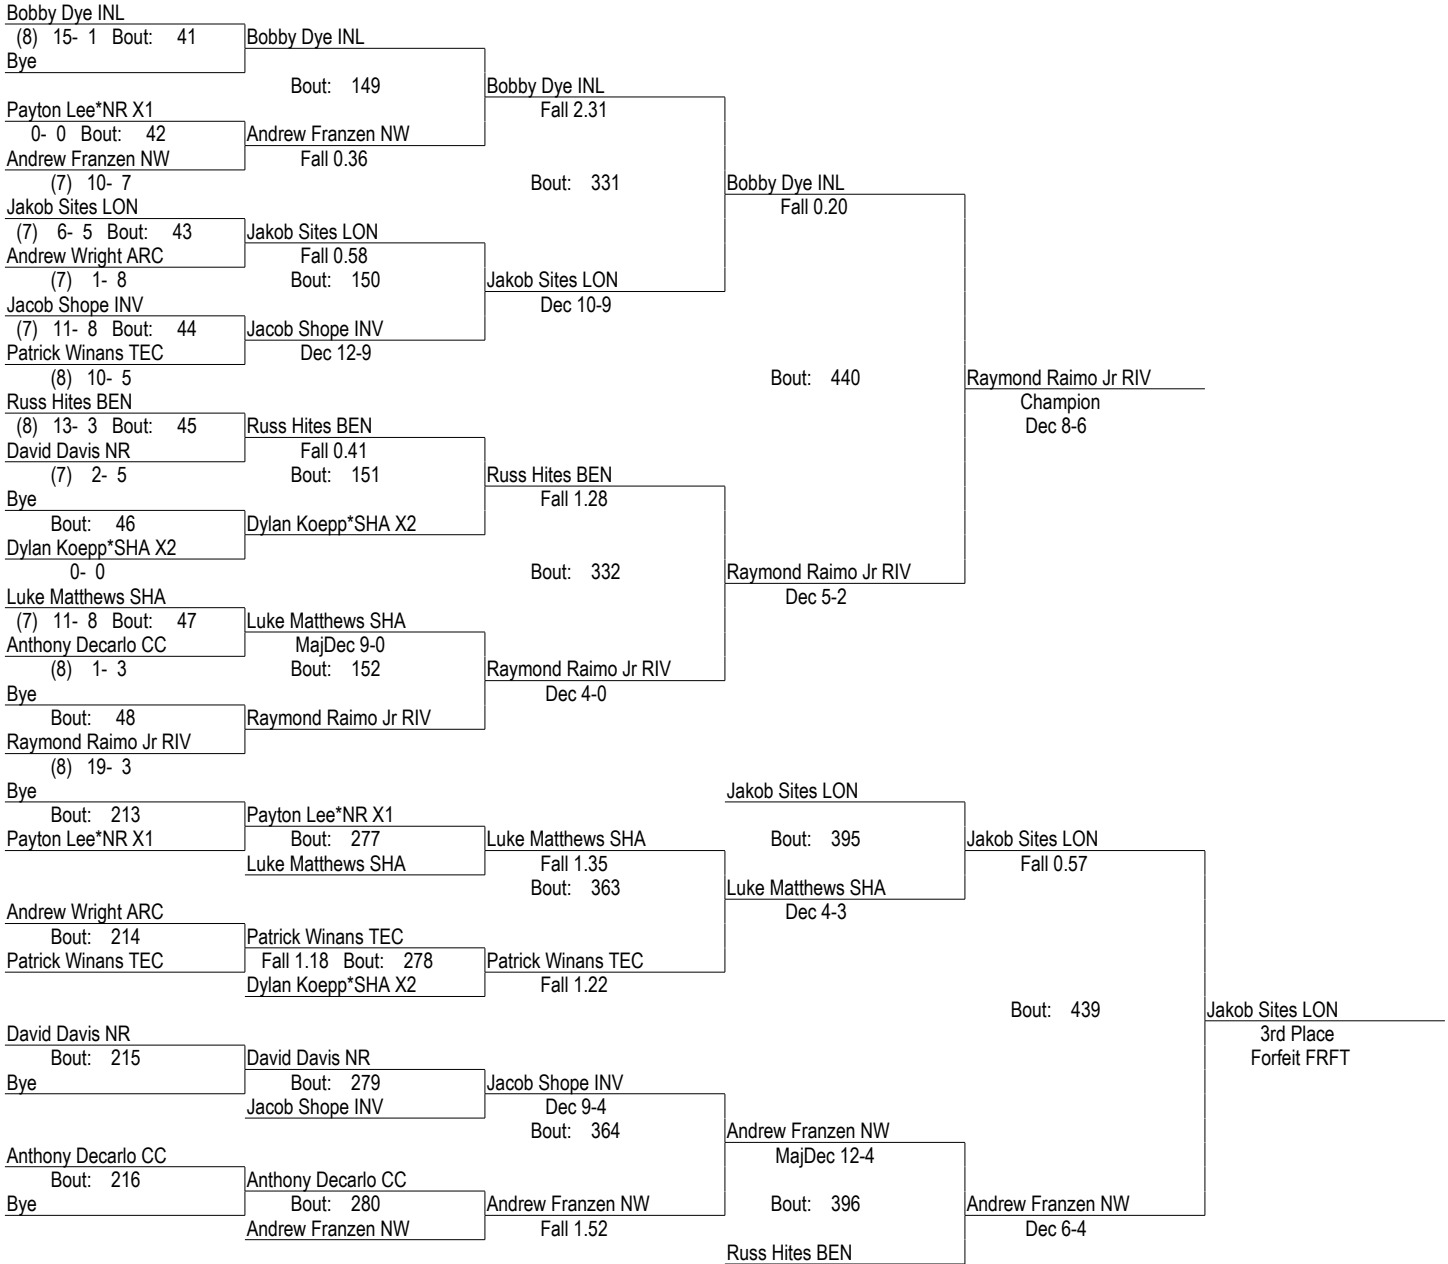 Bobby Dye INL
(8) 15- 1 Bout: 41 Bobby Dye INL
Bye
Bout: 149 Bobby Dye INL
Payton Lee*NR X1 Fall 2.31
0- 0 Bout: 42 Andrew Franzen NW
Andrew Franzen NW Fall 0.36
(7) 10- 7 Bout: 331 Bobby Dye INL
Jakob Sites LON Fall 0.20
(7) 6- 5 Bout: 43 Jakob Sites LON
Andrew Wright ARC Fall 0.58
(7) 1- 8 Bout: 150 Jakob Sites LON
Jacob Shope INV Dec 10-9
(7) 11- 8 Bout: 44 Jacob Shope INV
Patrick Winans TEC Dec 12-9
(8) 10- 5 Bout: 440 Raymond Raimo Jr RIV
Russ Hites BEN Champion
(8) 13- 3 Bout: 45 Russ Hites BEN Dec 8-6
David Davis NR Fall 0.41
(7) 2- 5 Bout: 151 Russ Hites BEN
Bye Fall 1.28
Bout: 46 Dylan Koepp*SHA X2
Dylan Koepp*SHA X2
0- 0 Bout: 332 Raymond Raimo Jr RIV
Luke Matthews SHA Dec 5-2
(7) 11- 8 Bout: 47 Luke Matthews SHA
Anthony Decarlo CC MajDec 9-0
(8) 1- 3 Bout: 152 Raymond Raimo Jr RIV
Bye Dec 4-0
Bout: 48 Raymond Raimo Jr RIV
Raymond Raimo Jr RIV
(8) 19- 3
Bye Jakob Sites LON
Bout: 213 Payton Lee*NR X1
Payton Lee*NR X1 Bout: 277 Luke Matthews SHA Bout: 395 Jakob Sites LON
Luke Matthews SHA Fall 1.35 Fall 0.57
Bout: 363 Luke Matthews SHA
Andrew Wright ARC Dec 4-3
Bout: 214 Patrick Winans TEC
Patrick Winans TEC Fall 1.18 Bout: 278 Patrick Winans TEC
Dylan Koepp*SHA X2 Fall 1.22
Bout: 439 Jakob Sites LON
David Davis NR 3rd Place
Bout: 215 David Davis NR Forfeit FRFT
Bye Bout: 279 Jacob Shope INV
Jacob Shope INV Dec 9-4
Bout: 364 Andrew Franzen NW
Anthony Decarlo CC MajDec 12-4
Bout: 216 Anthony Decarlo CC
Bye Bout: 280 Andrew Franzen NW Bout: 396 Andrew Franzen NW
Andrew Franzen NW Fall 1.52 Dec 6-4
Russ Hites BEN